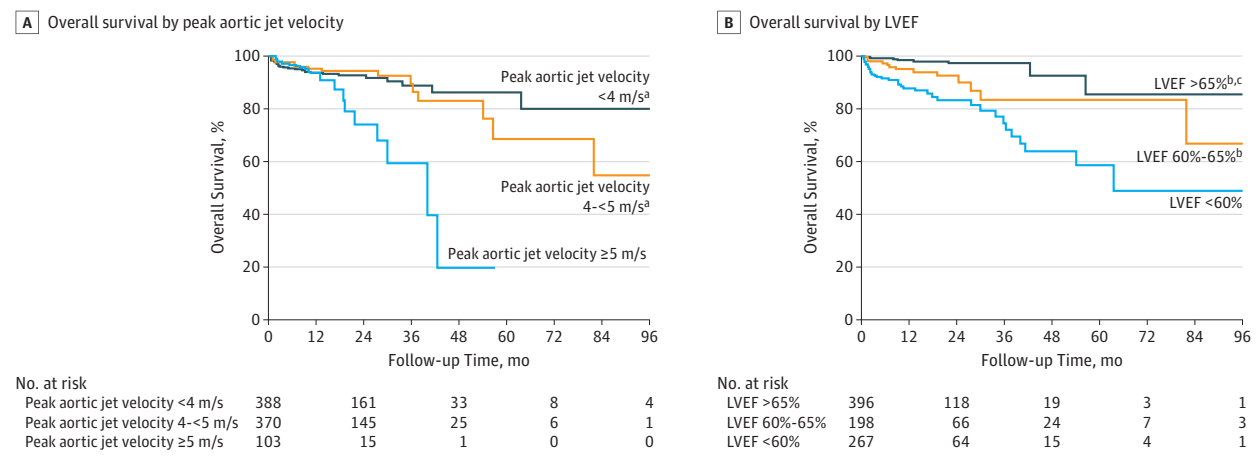 A Overall survival by peak aortic jet velocity
100
80
60
40
20
0
Overall Survival, %
Peak aortic jet velocity
<4 m/sᵃ
Peak aortic jet velocity
4-<5 m/sᵃ
Peak aortic jet velocity ≥5 m/s
0 12 24 36 48 60 72 84 96
Follow-up Time, mo
No. at risk
Peak aortic jet velocity <4 m/s 388 161 33 8 4
Peak aortic jet velocity 4-<5 m/s 370 145 25 6 1
Peak aortic jet velocity ≥5 m/s 103 15 1 0 0
B Overall survival by LVEF
100
80
60
40
20
0
Overall Survival, %
LVEF >65%ᵇ,ᶜ
LVEF 60%-65%ᵇ
LVEF <60%
0 12 24 36 48 60 72 84 96
Follow-up Time, mo
No. at risk
LVEF >65% 396 118 19 3 1
LVEF 60%-65% 198 66 24 7 3
LVEF <60% 267 64 15 4 1